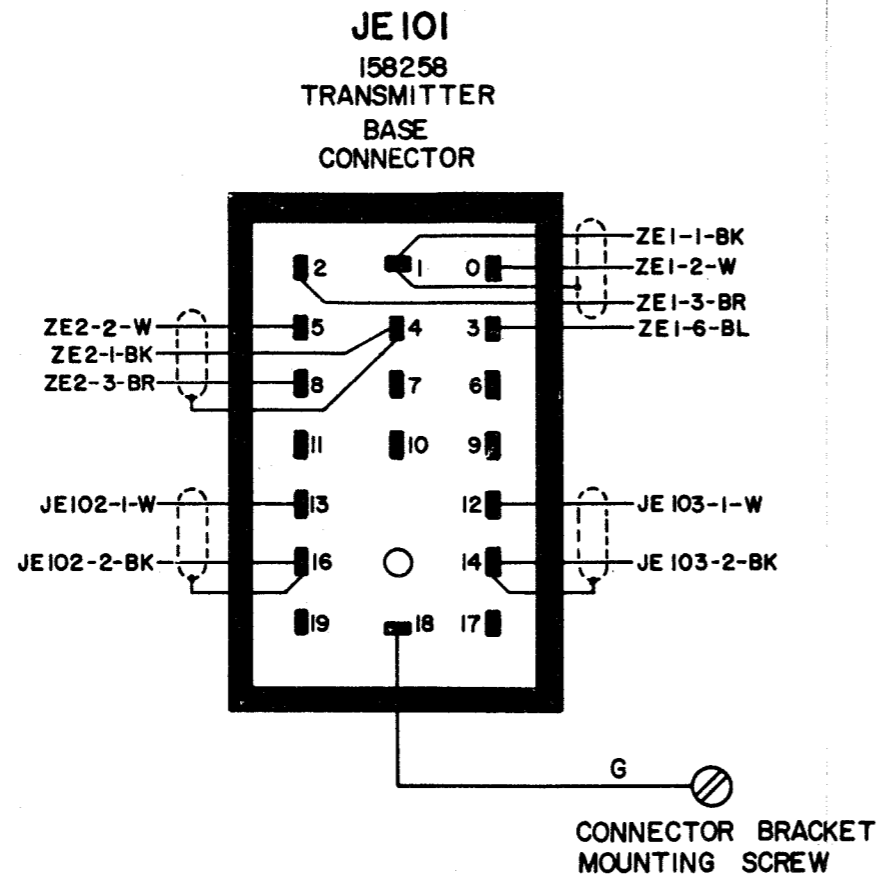 JE101
158258
TRANSMITTER
BASE
CONNECTOR
ZE1-1-BK
2 1 0 ZE1-2-W
ZE1-3-BR
ZE2-2-W 5 4 3 ZE1-6-BL
ZE2-1-BK
ZE2-3-BR 8 7 6
11 10 9
JE102-1-W 13 12 JE103-1-W
JE102-2-BK 16 14 JE103-2-BK
19 18 17
G
CONNECTOR BRACKET
MOUNTING SCREW